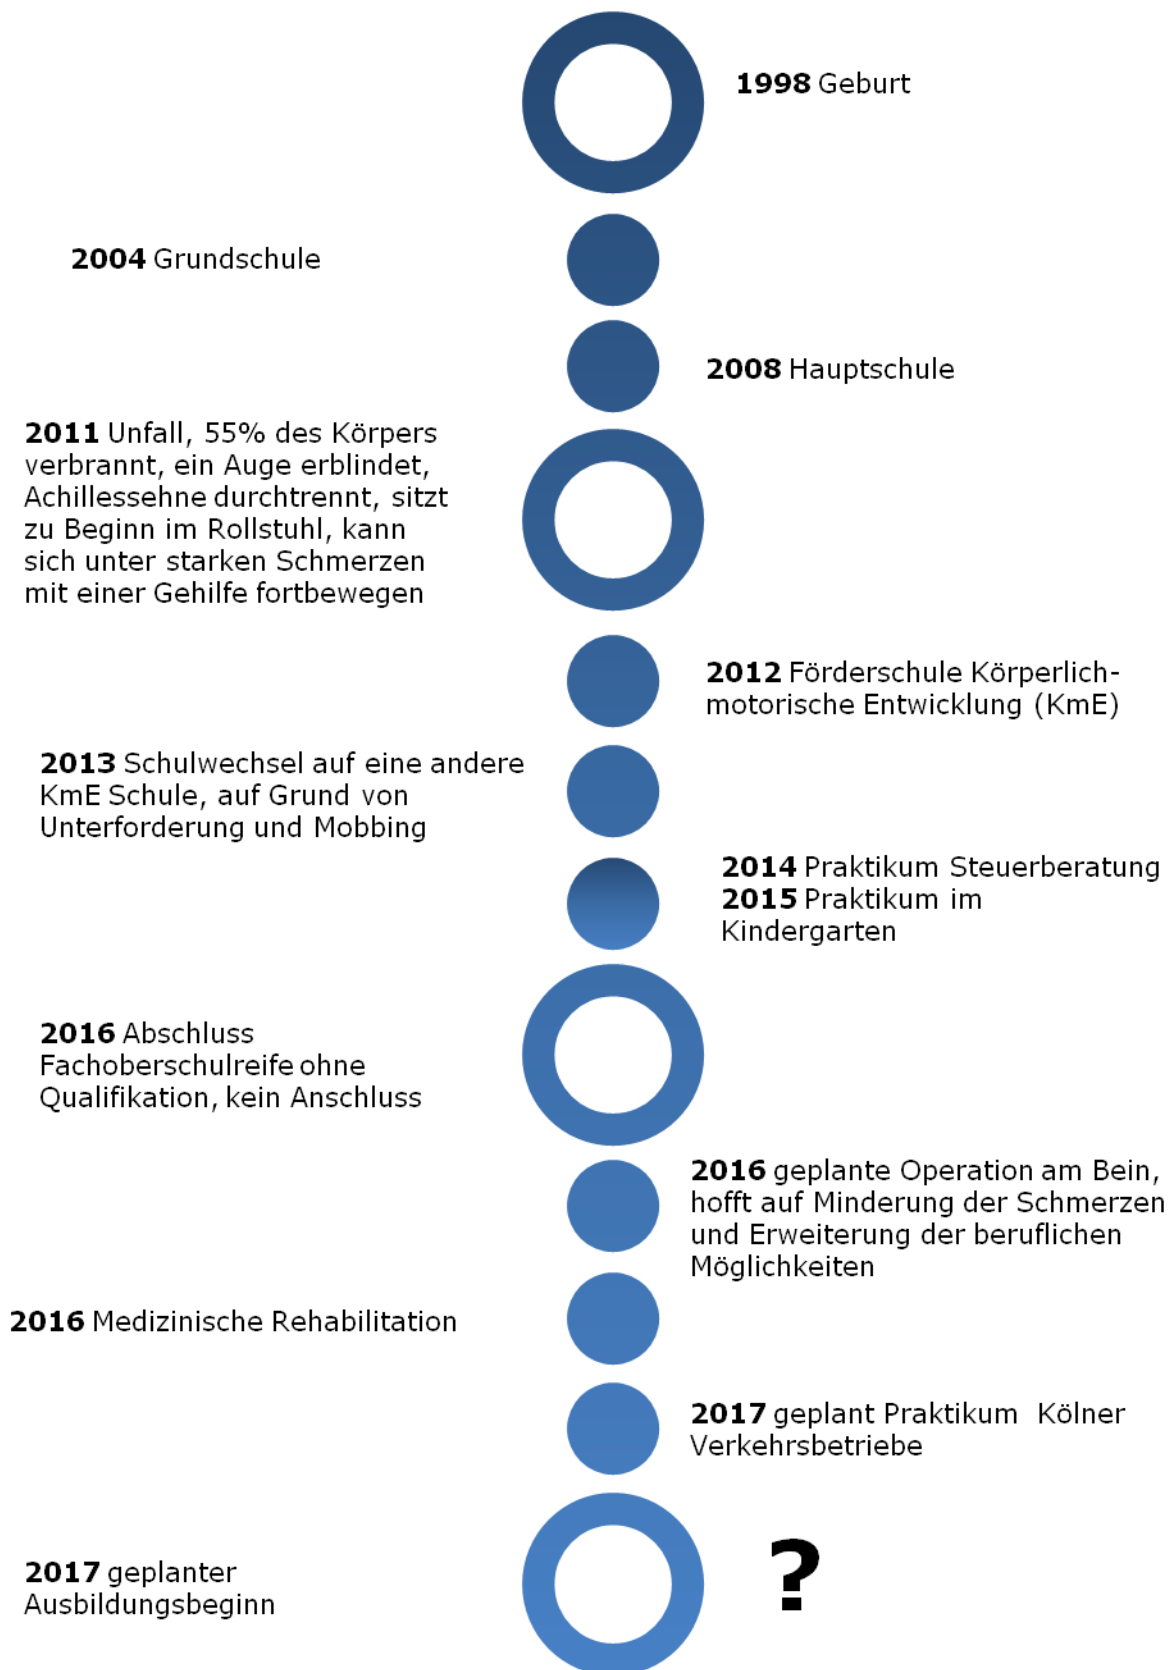 1998 Geburt
2004 Grundschule
2008 Hauptschule
2011 Unfall, 55% des Körpers
verbrannt, ein Auge erblindet,
Achillessehne durchtrennt, sitzt
zu Beginn im Rollstuhl, kann
sich unter starken Schmerzen
mit einer Gehilfe fortbewegen
2012 Förderschule Körperlich-
motorische Entwicklung (KmE)
2013 Schulwechsel auf eine andere
KmE Schule, auf Grund von
Unterforderung und Mobbing
2014 Praktikum Steuerberatung
2015 Praktikum im
Kindergarten
2016 Abschluss
Fachoberschulreife ohne
Qualifikation, kein Anschluss
2016 geplante Operation am Bein,
hofft auf Minderung der Schmerzen
und Erweiterung der beruflichen
Möglichkeiten
2016 Medizinische Rehabilitation
2017 geplant Praktikum Kölner
Verkehrsbetriebe
2017 geplanter
Ausbildungsbeginn
?